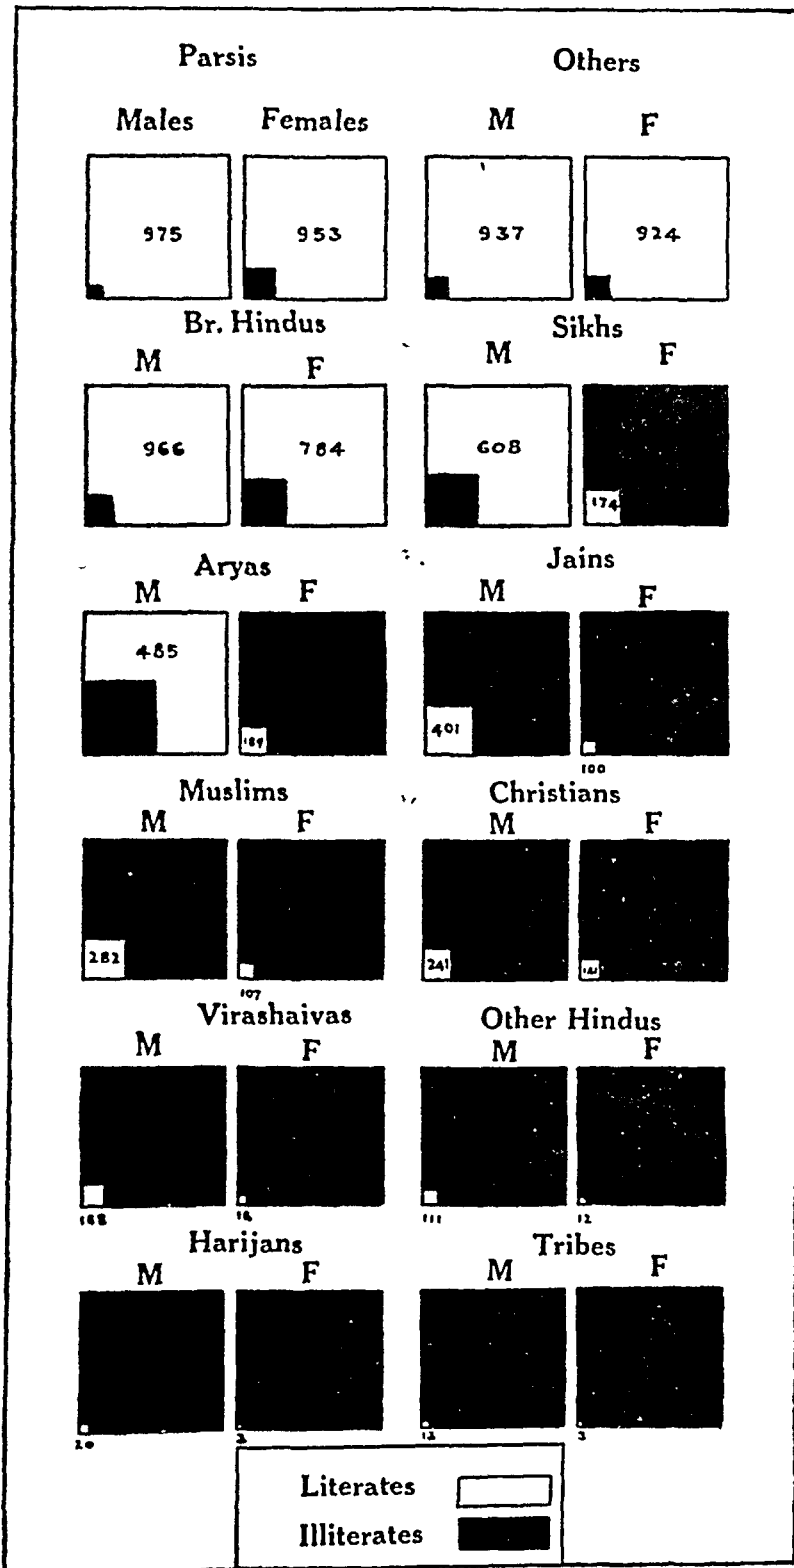 Parsis Others
Males Females M F
975 953 937 924
Br. Hindus Sikhs
M F M F
966 784 608 174
Aryas Jains
M F M F
485 401
100
Muslims Christians
M F M F
282 241
107
Virashaivas Other Hindus
M F M F
111 12
Harijans Tribes
M F M F
20 3
Literates
Illiterates